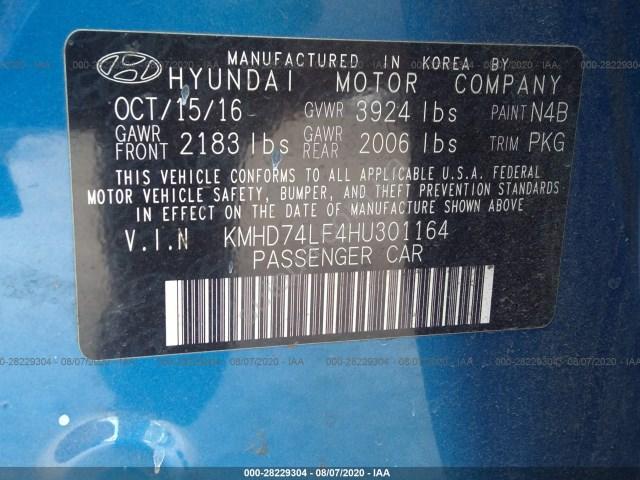 MANUFACTURED IN KOREA BY
HYUNDAI MOTOR COMPANY
OCT/15/16 GVWR 3924 lbs PAINT N4B
GAWR FRONT 2183 lbs GAWR REAR 2006 lbs TRIM PKG
THIS VEHICLE CONFORMS TO ALL APPLICABLE U.S.A. FEDERAL
MOTOR VEHICLE SAFETY, BUMPER, AND THEFT PREVENTION STANDARDS
IN EFFECT ON THE DATE OF MANUFACTURE SHOWN ABOVE.
V.I.N KMHD74LF4HU301164
PASSENGER CAR
000-28229304 - 08/07/2020 - IAA